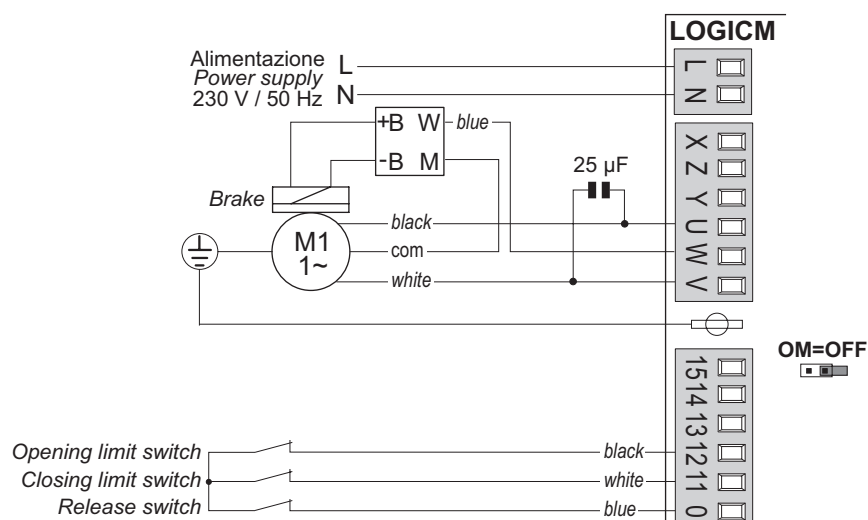 LOGICM
Alimentazione
Power supply
230 V / 50 Hz
L
N
L
N
+B W
-B M
blue
25 µF
Brake
M1
1~
black
com
white
X
Z
Y
U
W
V
OM=OFF
15
14
13
12
11
0
Opening limit switch
black
Closing limit switch
white
Release switch
blue